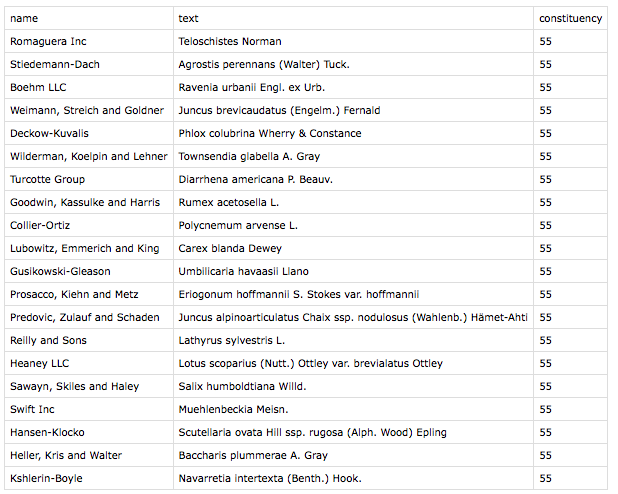 name text constituency
Romaguera Inc Teloschistes Norman 55
Stiedemann-Dach Agrostis perennans (Walter) Tuck. 55
Boehm LLC Ravenia urbanii Engl. ex Urb. 55
Weimann, Streich and Goldner Juncus brevicaudatus (Engelm.) Fernald 55
Deckow-Kuvalis Phlox colubrina Wherry & Constance 55
Wilderman, Koelpin and Lehner Townsendia glabella A. Gray 55
Turcotte Group Diarrhena americana P. Beauv. 55
Goodwin, Kassulke and Harris Rumex acetosella L. 55
Collier-Ortiz Polycnemum arvense L. 55
Lubowitz, Emmerich and King Carex blanda Dewey 55
Gusikowski-Gleason Umbilicaria havaasii Llano 55
Prosacco, Kiehn and Metz Eriogonum hoffmannii S. Stokes var. hoffmannii 55
Predovic, Zulauf and Schaden Juncus alpinoarticulatus Chaix ssp. nodulosus (Wahlenb.) Hämet-Ahti 55
Reilly and Sons Lathyrus sylvestris L. 55
Heaney LLC Lotus scoparius (Nutt.) Ottley var. brevialatus Ottley 55
Sawayn, Skiles and Haley Salix humboldtiana Willd. 55
Swift Inc Muehlenbeckia Meisn. 55
Hansen-Klocko Scutellaria ovata Hill ssp. rugosa (Alph. Wood) Epling 55
Heller, Kris and Walter Baccharis plummerae A. Gray 55
Kshlerin-Boyle Navarretia intertexta (Benth.) Hook. 55